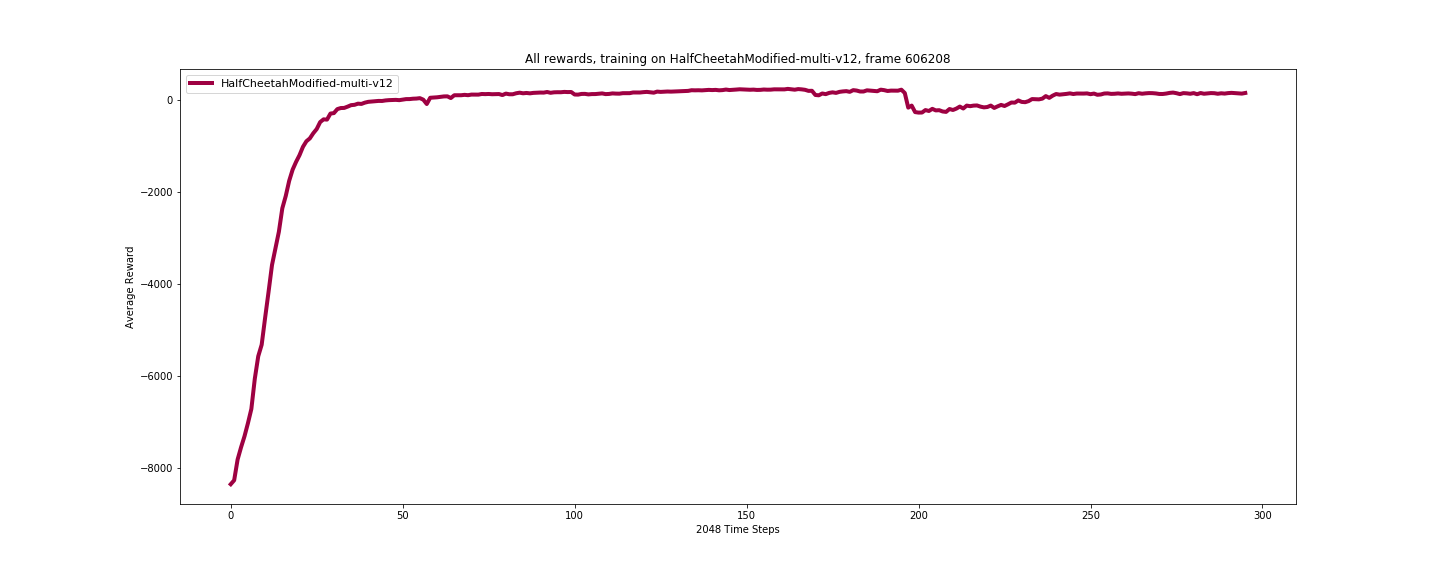 All rewards, training on HalfCheetahModified-multi-v12, frame 606208
HalfCheetahModified-multi-v12
0
−2000
−4000
−6000
−8000
Average Reward
0 50 100 150 200 250 300
2048 Time Steps